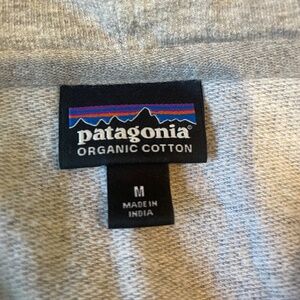 patagonia®
ORGANIC COTTON
M
MADE IN
INDIA